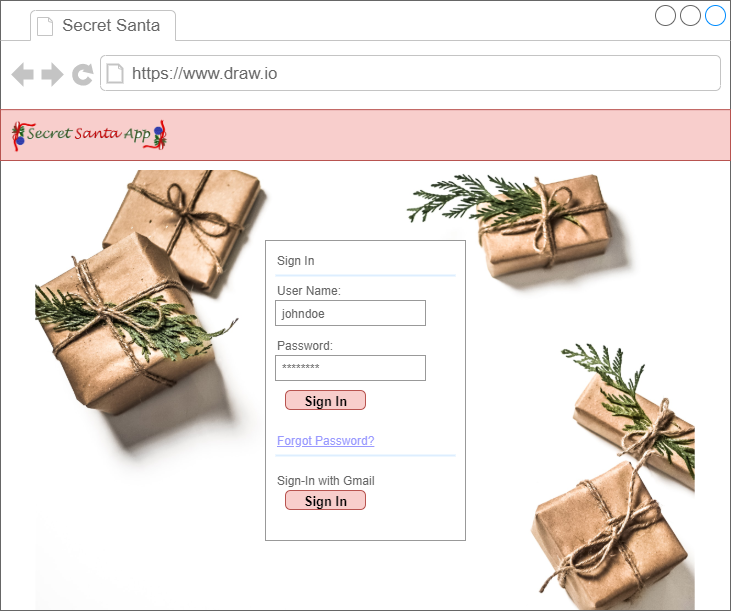 Secret Santa
https://www.draw.io
Secret Santa App
Sign In
User Name:
johndoe
Password:
********
Sign In
Forgot Password?
Sign-In with Gmail
Sign In